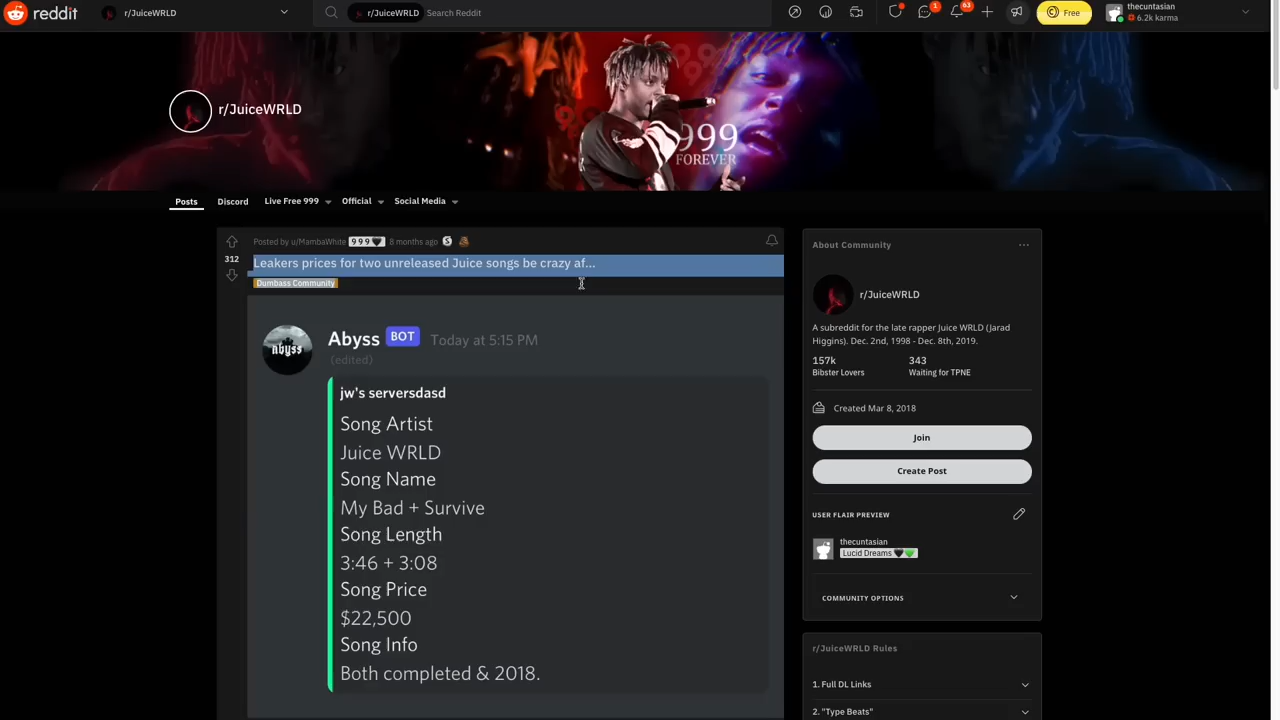 reddit r/JuiceWRLD r/JuiceWRLD Search Reddit 1 63 Free thecuntasian
6.2k karma
r/JuiceWRLD
999
FOREVER
Posts Discord Live Free 999 Official Social Media
Posted by u/MambaWhite 9 9 9 🖤 8 months ago S
312
Leakers prices for two unreleased Juice songs be crazy af...
Dumbass Community
abyss
Abyss BOT Today at 5:15 PM
(edited)
jw's serversdasd
Song Artist
Juice WRLD
Song Name
My Bad + Survive
Song Length
3:46 + 3:08
Song Price
$22,500
Song Info
Both completed & 2018.
About Community
r/JuiceWRLD
A subreddit for the late rapper Juice WRLD (Jarad
Higgins). Dec. 2nd, 1998 - Dec. 8th, 2019.
157k 343
Bibster Lovers Waiting for TPNE
Created Mar 8, 2018
Join
Create Post
USER FLAIR PREVIEW
thecuntasian
Lucid Dreams 🖤💚
COMMUNITY OPTIONS
r/JuiceWRLD Rules
1. Full DL Links
2. "Type Beats"